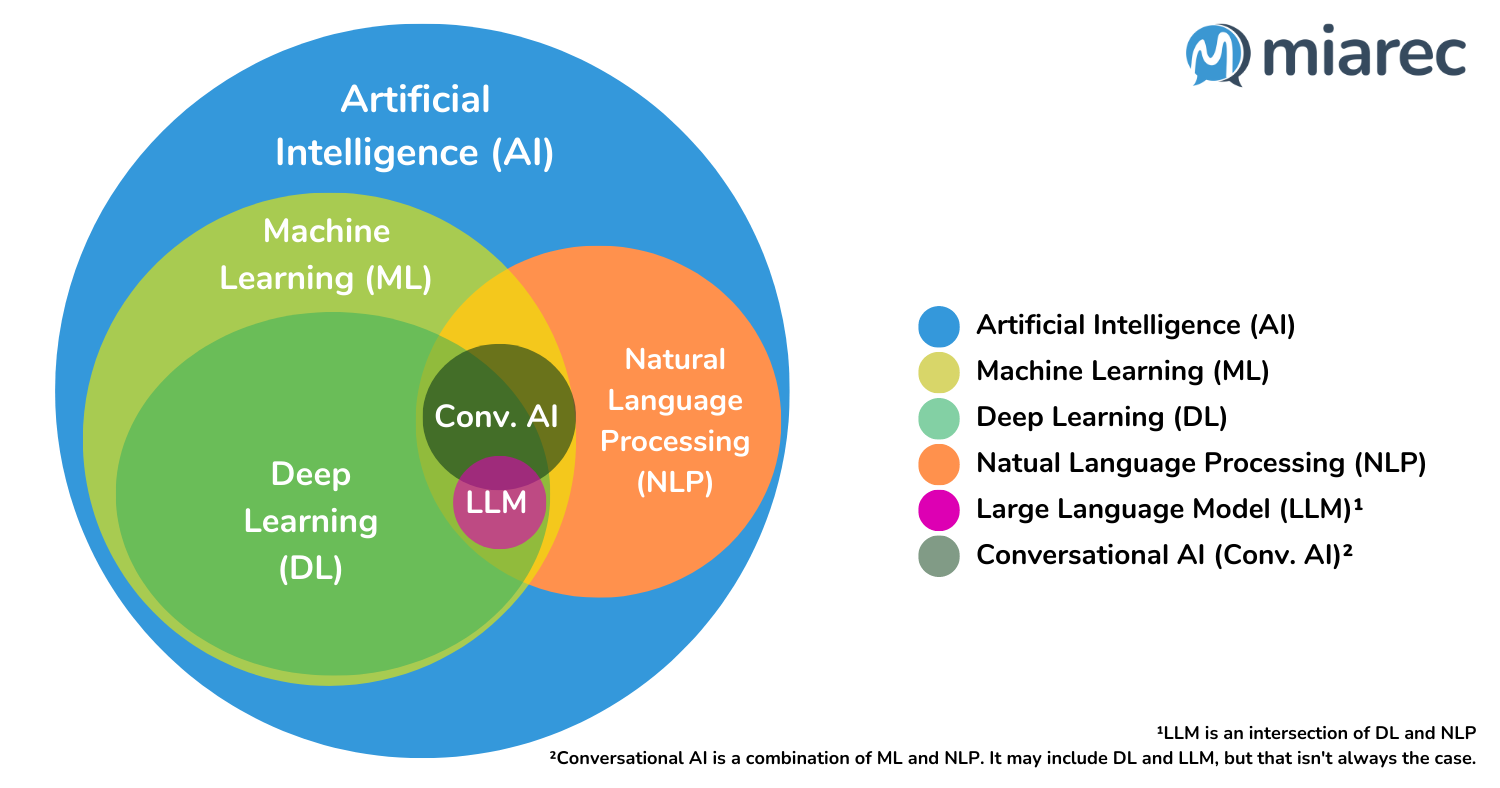 miarec
Artificial
Intelligence (AI)
Machine
Learning (ML)
Natural
Language
Processing
(NLP)
Conv. AI
LLM
Deep
Learning
(DL)
Artificial Intelligence (AI)
Machine Learning (ML)
Deep Learning (DL)
Natual Language Processing (NLP)
Large Language Model (LLM)¹
Conversational AI (Conv. AI)²
¹LLM is an intersection of DL and NLP
²Conversational AI is a combination of ML and NLP. It may include DL and LLM, but that isn't always the case.